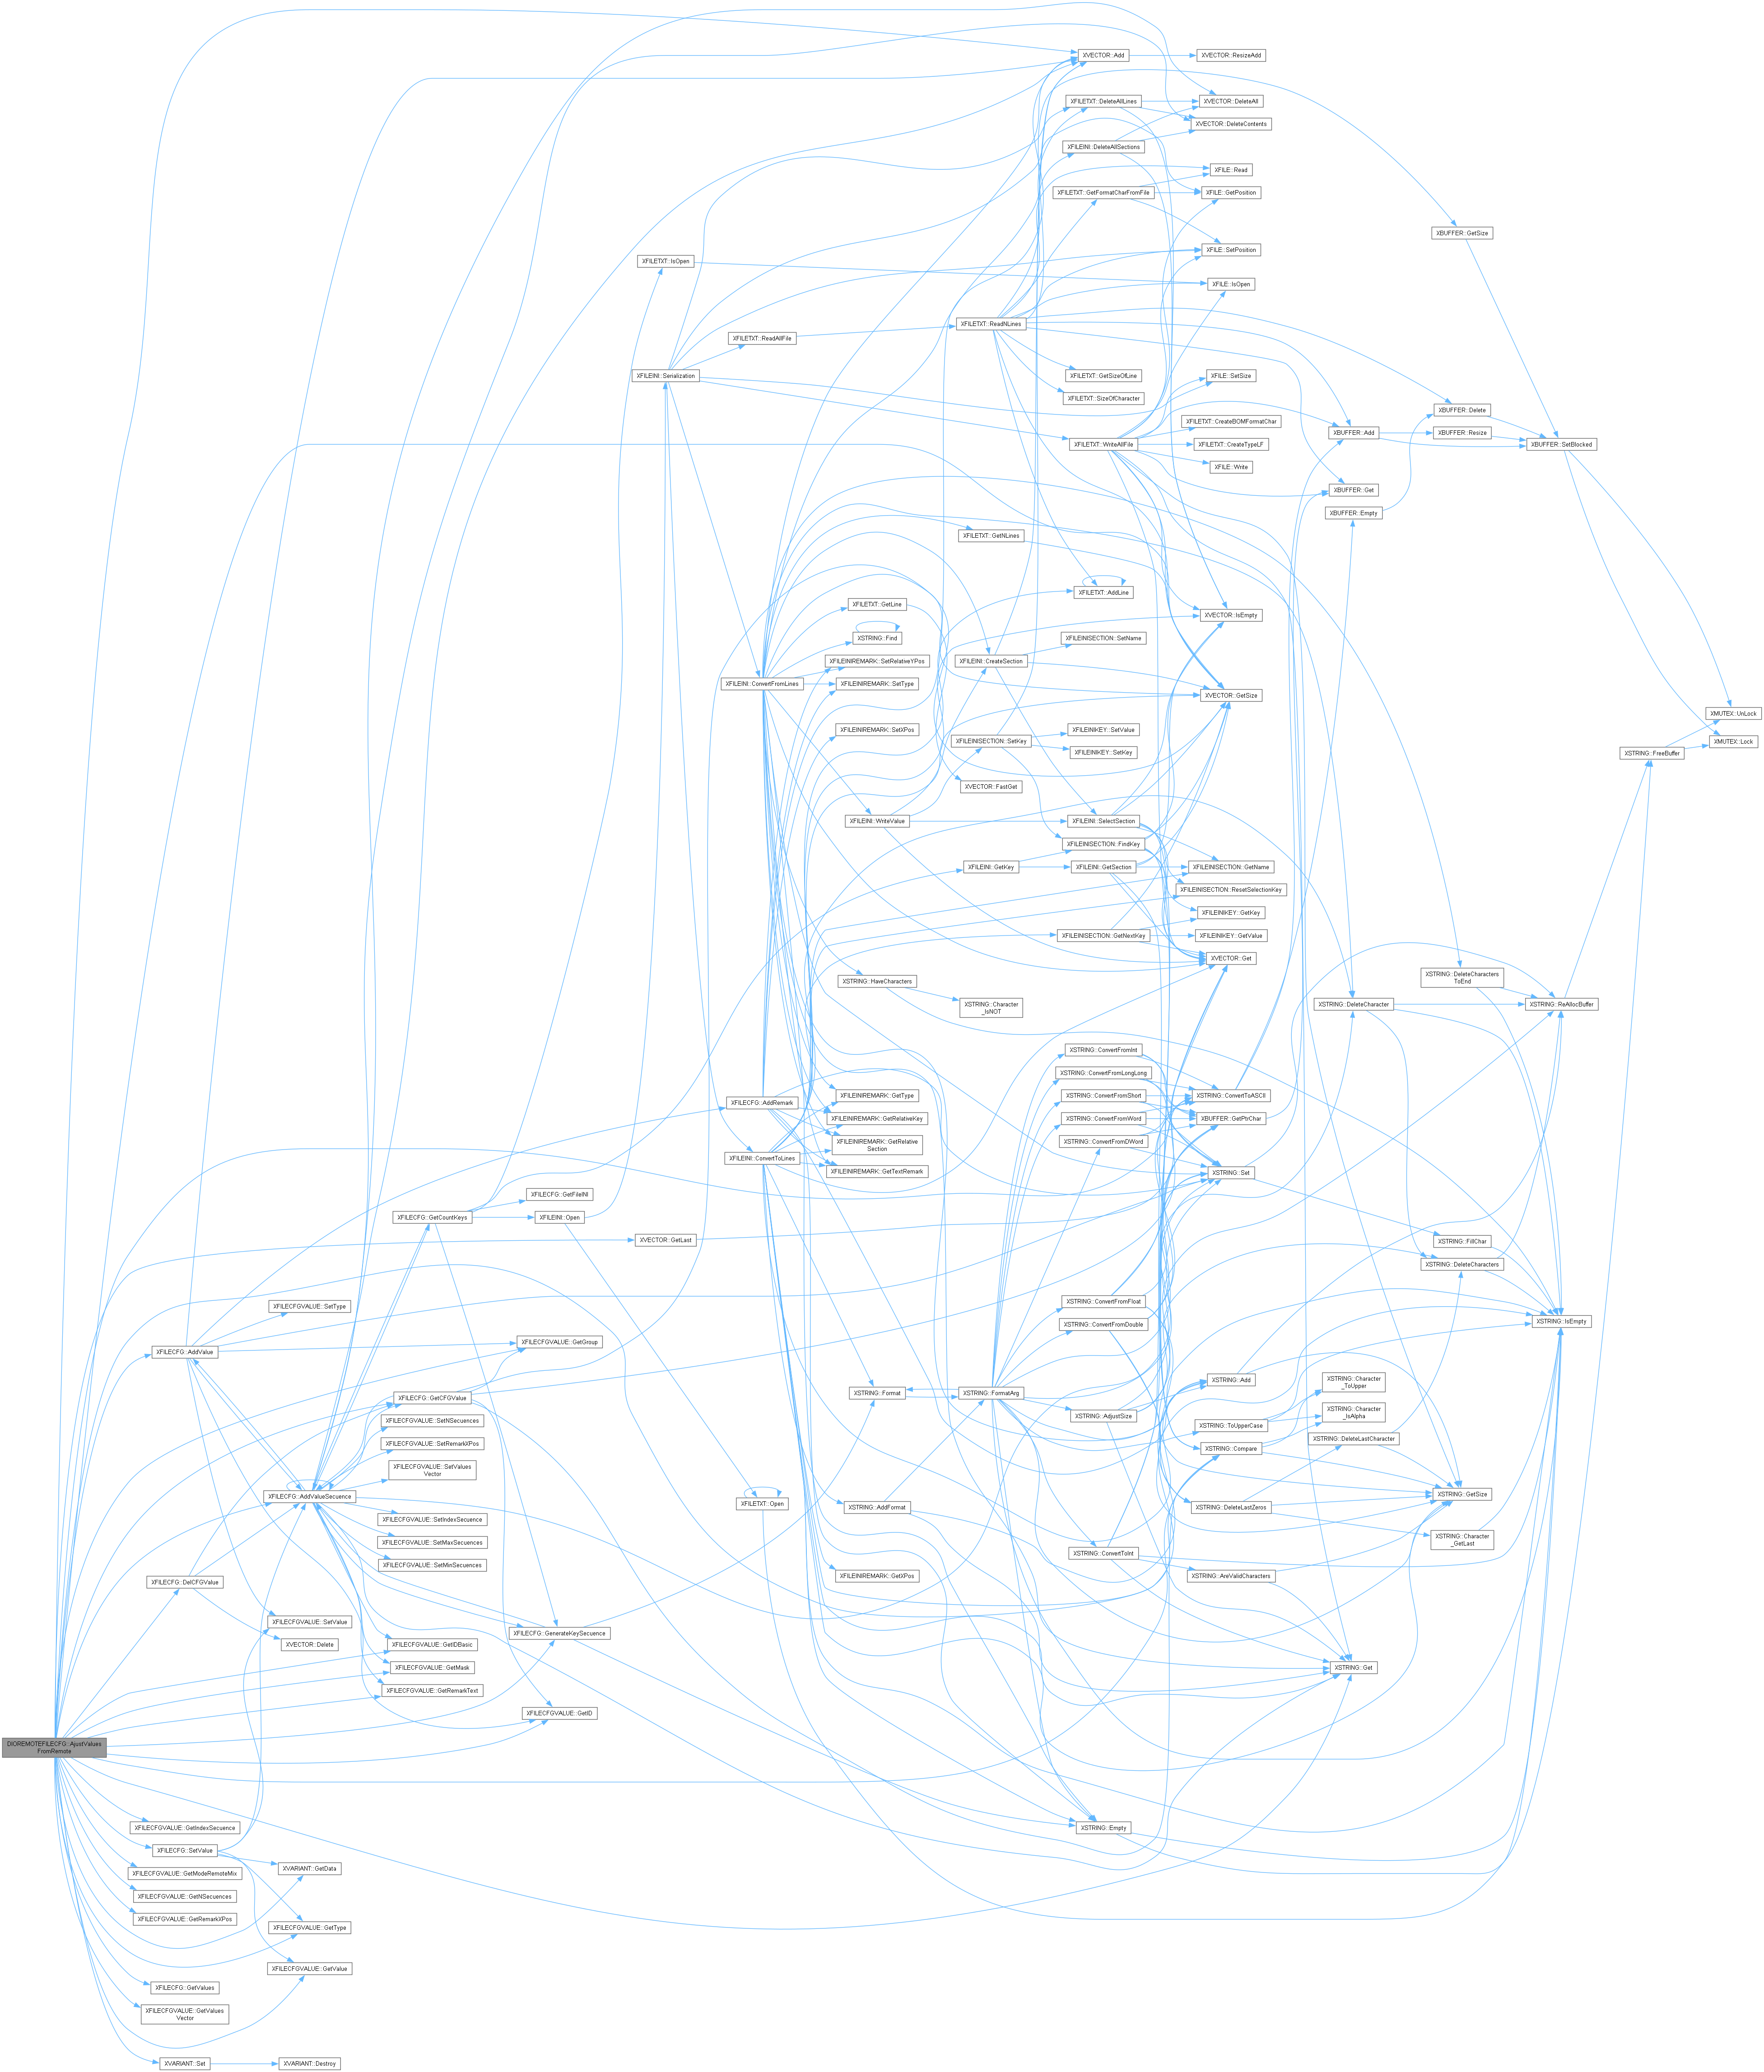 XVECTOR::Add
XVECTOR::ResizeAdd
XFILETXT::DeleteAllLines
XVECTOR::DeleteAll
XVECTOR::DeleteContents
XFILEINI::DeleteAllSections
XFILE::Read
XFILETXT::GetFormatCharFromFile
XFILE::GetPosition
XBUFFER::GetSize
XFILE::SetPosition
XFILETXT::IsOpen
XFILE::IsOpen
XFILETXT::ReadNLines
XFILETXT::ReadAllFile
XFILEINI::Serialization
XFILETXT::GetSizeOfLine
XFILE::SetSize
XFILETXT::SizeOfCharacter
XBUFFER::Delete
XFILETXT::CreateBOMFormatChar
XBUFFER::Add
XBUFFER::Resize
XFILETXT::WriteAllFile
XFILETXT::CreateTypeLF
XBUFFER::SetBlocked
XFILE::Write
XBUFFER::Get
XBUFFER::Empty
XFILETXT::GetNLines
XFILETXT::AddLine
XFILETXT::GetLine
XVECTOR::IsEmpty
XSTRING::Find
XFILEINISECTION::SetName
XFILEINIREMARK::SetRelativeYPos
XFILEINI::CreateSection
XFILEINI::ConvertFromLines
XFILEINIREMARK::SetType
XVECTOR::GetSize
XMUTEX::UnLock
XFILEINIREMARK::SetXPos
XFILEINIKEY::SetValue
XFILEINISECTION::SetKey
XFILEINIKEY::SetKey
XMUTEX::Lock
XSTRING::FreeBuffer
XVECTOR::FastGet
XFILEINI::WriteValue
XFILEINI::SelectSection
XFILEINISECTION::FindKey
XFILEINI::GetKey
XFILEINI::GetSection
XFILEINISECTION::GetName
XFILEINISECTION::ResetSelectionKey
XFILEINIKEY::GetKey
XFILEINISECTION::GetNextKey
XFILEINIKEY::GetValue
XVECTOR::Get
XSTRING::HaveCharacters
XSTRING::DeleteCharacters
ToEnd
XSTRING::Character
_IsNOT
XSTRING::DeleteCharacter
XSTRING::ReAllocBuffer
XSTRING::ConvertFromInt
XSTRING::ConvertFromLongLong
XFILEINIREMARK::GetType
XSTRING::ConvertFromShort
XSTRING::ConvertToASCII
XFILECFG::AddRemark
XFILEINIREMARK::GetRelativeKey
XSTRING::ConvertFromWord
XBUFFER::GetPtrChar
XFILEINIREMARK::GetRelative
Section
XSTRING::ConvertFromDWord
XFILEINI::ConvertToLines
XFILEINIREMARK::GetTextRemark
XSTRING::Set
XFILECFG::GetFileINI
XFILECFG::GetCountKeys
XFILEINI::Open
XVECTOR::GetLast
XSTRING::FillChar
XSTRING::DeleteCharacters
XFILECFGVALUE::SetType
XSTRING::ConvertFromFloat
XSTRING::ConvertFromDouble
XSTRING::IsEmpty
XFILECFGVALUE::GetGroup
XFILECFG::AddValue
XSTRING::Add
XSTRING::Character
_ToUpper
XFILECFG::GetCFGValue
XSTRING::Format
XSTRING::FormatArg
XSTRING::AdjustSize
XSTRING::Character
_IsAlpha
XFILECFGVALUE::SetNSecuences
XSTRING::ToUpperCase
XSTRING::DeleteLastCharacter
XFILECFGVALUE::SetRemarkXPos
XSTRING::Compare
XFILECFGVALUE::SetValues
Vector
XFILECFG::AddValueSecuence
XFILETXT::Open
XSTRING::AddFormat
XSTRING::DeleteLastZeros
XSTRING::GetSize
XFILECFGVALUE::SetIndexSecuence
XFILECFGVALUE::SetMaxSecuences
XSTRING::Character
_GetLast
XSTRING::ConvertToInt
XFILECFGVALUE::SetMinSecuences
XFILECFG::DelCFGValue
XFILEINIREMARK::GetXPos
XSTRING::AreValidCharacters
XFILECFGVALUE::SetValue
XFILECFG::GenerateKeySecuence
XVECTOR::Delete
XFILECFGVALUE::GetIDBasic
XFILECFGVALUE::GetMask
XSTRING::Get
XFILECFGVALUE::GetRemarkText
XFILECFGVALUE::GetID
DIOREMOTEFILECFG::AjustValues
FromRemote
XFILECFGVALUE::GetIndexSecuence
XSTRING::Empty
XFILECFG::SetValue
XVARIANT::GetData
XFILECFGVALUE::GetModeRemoteMix
XFILECFGVALUE::GetNSecuences
XFILECFGVALUE::GetRemarkXPos
XFILECFGVALUE::GetType
XFILECFGVALUE::GetValue
XFILECFG::GetValues
XFILECFGVALUE::GetValues
Vector
XVARIANT::Set
XVARIANT::Destroy